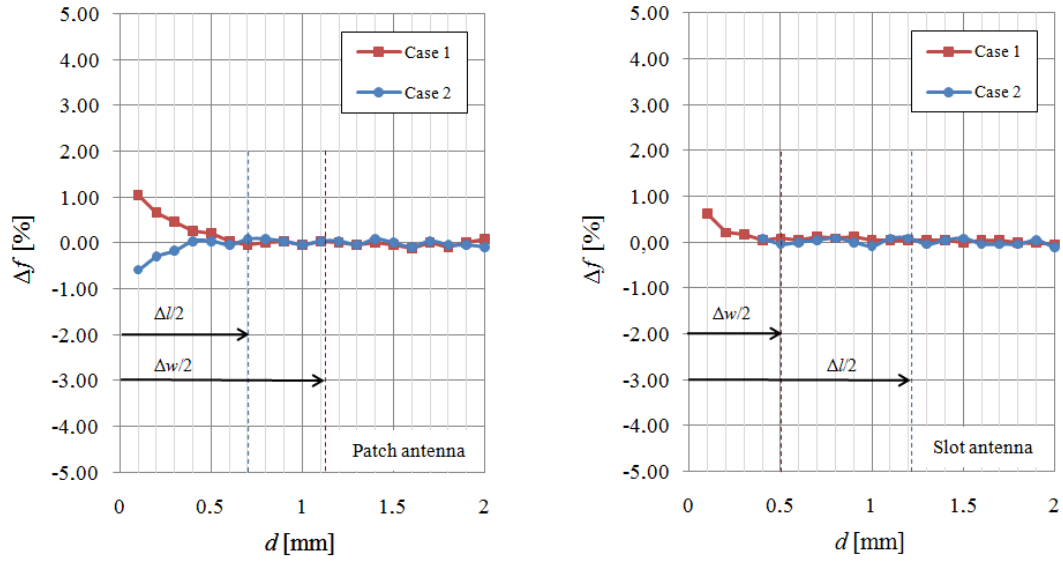 5.00
4.00
3.00
2.00
1.00
0.00
-1.00
-2.00
-3.00
-4.00
-5.00
Δf [%]
Case 1
Case 2
Δl/2
Δw/2
Patch antenna
0
0.5
1
1.5
2
d [mm]
5.00
4.00
3.00
2.00
1.00
0.00
-1.00
-2.00
-3.00
-4.00
-5.00
Δf [%]
Case 1
Case 2
Δw/2
Δl/2
Slot antenna
0
0.5
1
1.5
2
d [mm]